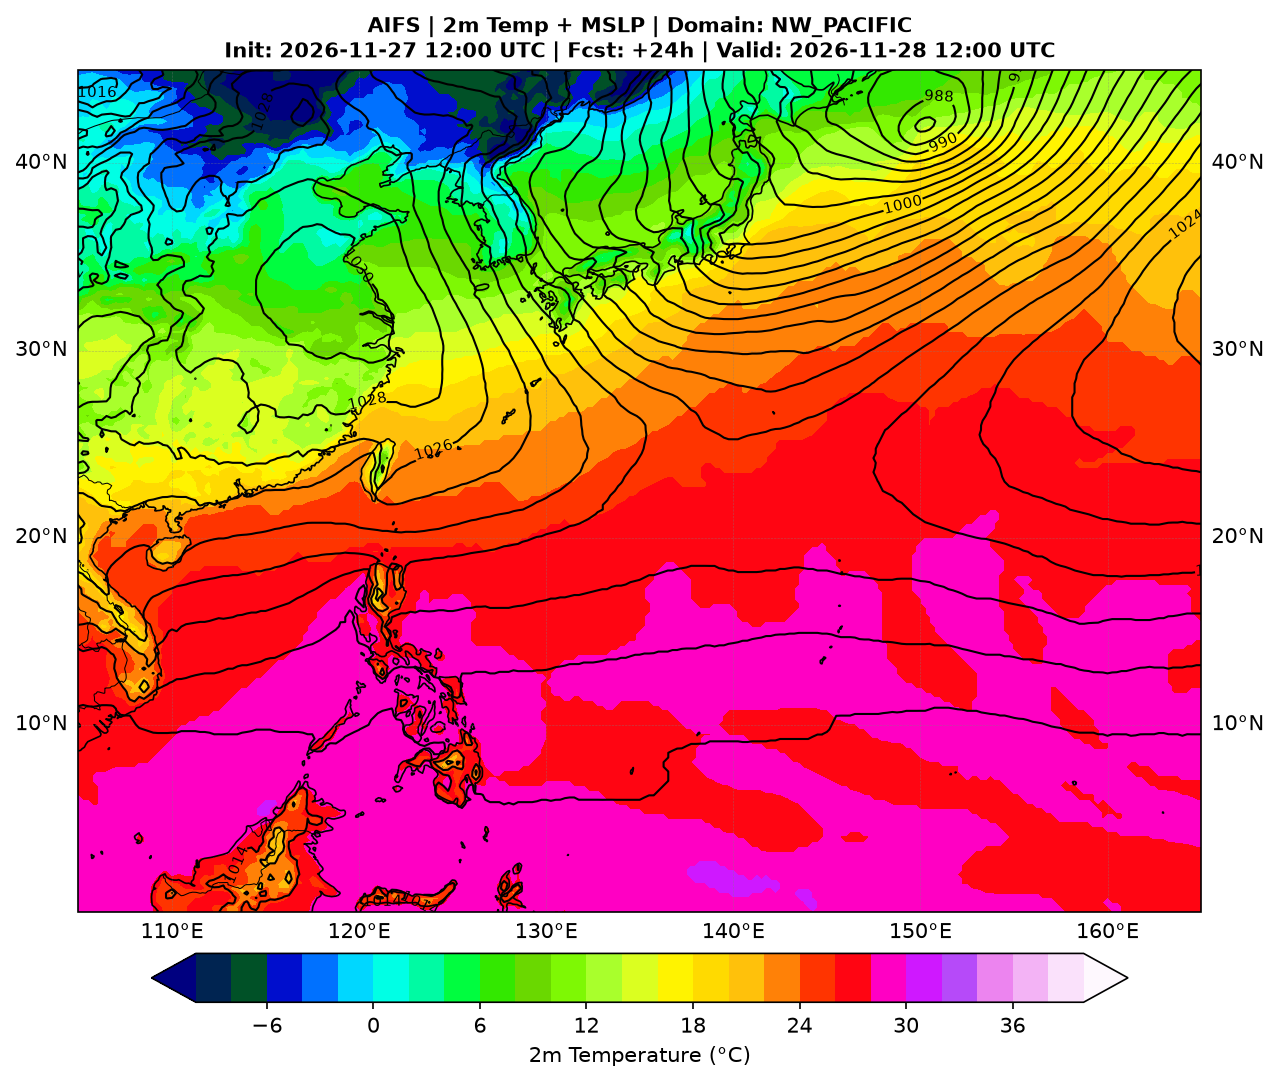 AIFS | 2m Temp + MSLP | Domain: NW_PACIFIC
Init: 2026-11-27 12:00 UTC | Fcst: +24h | Valid: 2026-11-28 12:00 UTC
1016
1028
988
990
1000
1024
1030
1028
1026
1014
40°N
40°N
30°N
30°N
20°N
20°N
10°N
10°N
110°E
120°E
130°E
140°E
150°E
160°E
−6
0
6
12
18
24
30
36
2m Temperature (°C)